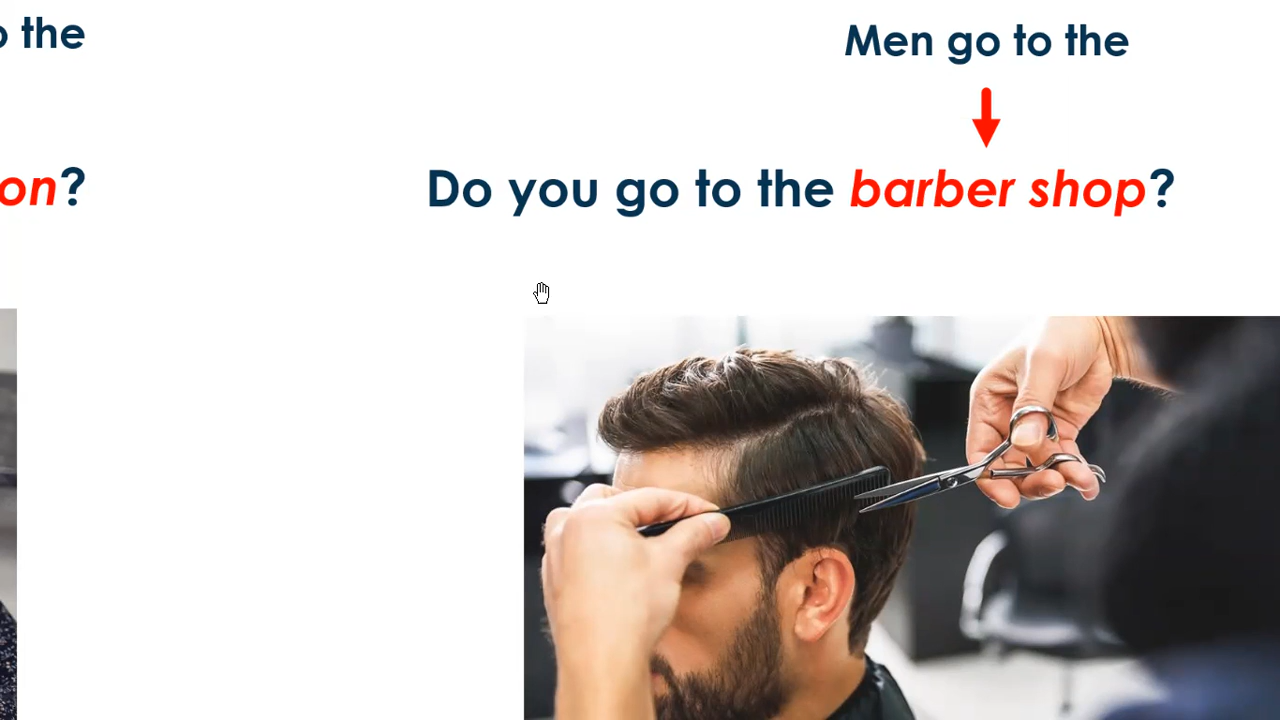 the
Men go to the
on?
Do you go to the barber shop?